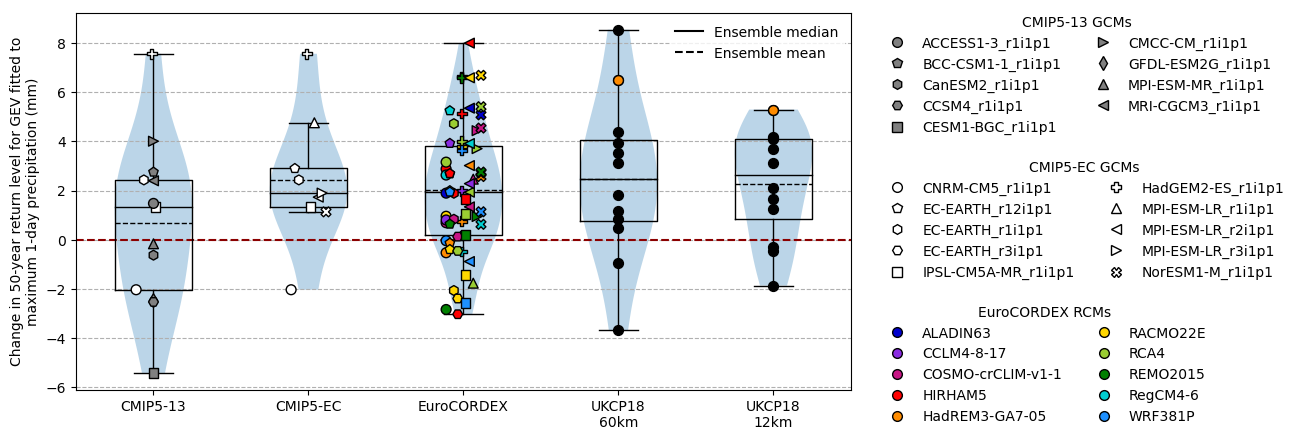 Change in 50-year return level for GEV fitted to
maximum 1-day precipitation (mm)
8
6
4
2
0
−2
−4
−6
Ensemble median
Ensemble mean
CMIP5-13
CMIP5-EC
EuroCORDEX
UKCP18
60km
UKCP18
12km
CMIP5-13 GCMs
ACCESS1-3_r1i1p1
BCC-CSM1-1_r1i1p1
CanESM2_r1i1p1
CCSM4_r1i1p1
CESM1-BGC_r1i1p1
CMCC-CM_r1i1p1
GFDL-ESM2G_r1i1p1
MPI-ESM-MR_r1i1p1
MRI-CGCM3_r1i1p1
CMIP5-EC GCMs
CNRM-CM5_r1i1p1
EC-EARTH_r12i1p1
EC-EARTH_r1i1p1
EC-EARTH_r3i1p1
IPSL-CM5A-MR_r1i1p1
HadGEM2-ES_r1i1p1
MPI-ESM-LR_r1i1p1
MPI-ESM-LR_r2i1p1
MPI-ESM-LR_r3i1p1
NorESM1-M_r1i1p1
EuroCORDEX RCMs
ALADIN63
CCLM4-8-17
COSMO-crCLIM-v1-1
HIRHAM5
HadREM3-GA7-05
RACMO22E
RCA4
REMO2015
RegCM4-6
WRF381P